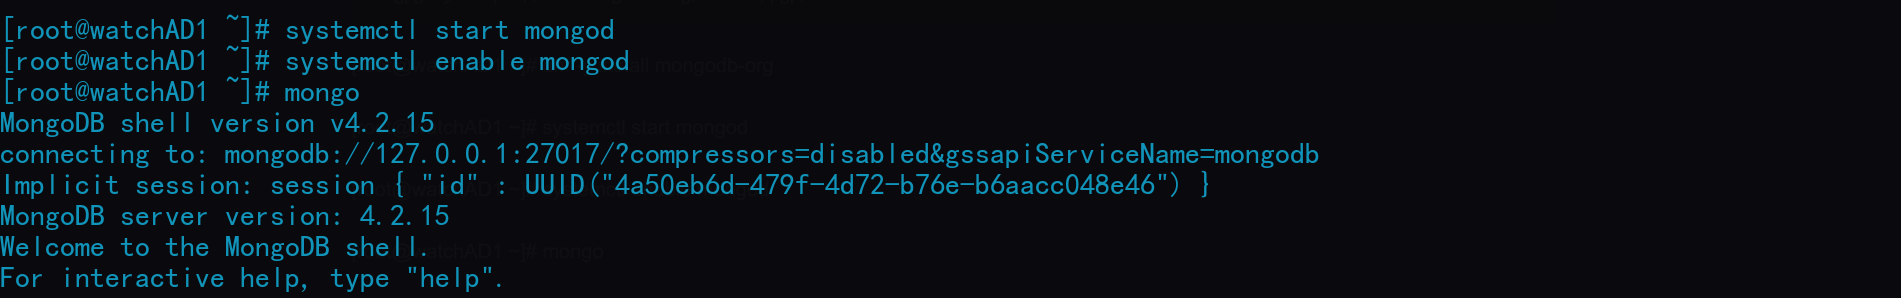 [root@watchAD1 ~]# systemctl start mongod
[root@watchAD1 ~]# systemctl enable mongod
[root@watchAD1 ~]# mongo
MongoDB shell version v4.2.15
connecting to: mongodb://127.0.0.1:27017/?compressors=disabled&gssapiServiceName=mongodb
Implicit session: session { "id" : UUID("4a50eb6d-479f-4d72-b76e-b6aacc048e46") }
MongoDB server version: 4.2.15
Welcome to the MongoDB shell.
For interactive help, type "help".